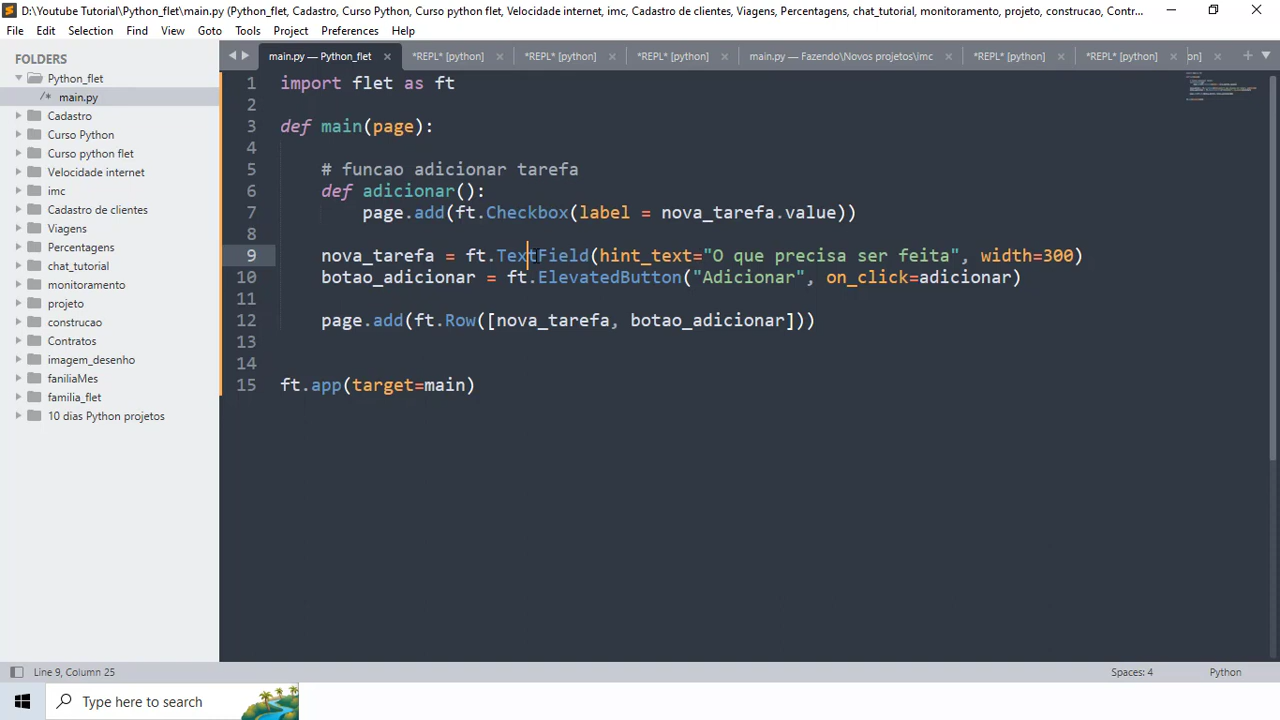 D:\Youtube Tutorial\Python_flet\main.py (Python_flet, Cadastro, Curso Python, Curso python flet, Velocidade internet, imc, Cadastro de clientes, Viagens, Percentagens, chat_tutorial, monitoramento, projeto, construcao, Contr...
File Edit Selection Find View Goto Tools Project Preferences Help
FOLDERS
Python_flet
/* main.py
Cadastro
Curso Python
Curso python flet
Velocidade internet
imc
Cadastro de clientes
Viagens
Percentagens
chat_tutorial
monitoramento
projeto
construcao
Contratos
imagem_desenho
faniliaMes
familia_flet
10 dias Python projetos
main.py — Python_flet *REPL* [python] *REPL* [python] *REPL* [python] main.py — Fazendo\Novos projetos\imc *REPL* [python] *REPL* [python] on]
1 import flet as ft
2
3 def main(page):
4
5 # funcao adicionar tarefa
6 def adicionar():
7 page.add(ft.Checkbox(label = nova_tarefa.value))
8
9 nova_tarefa = ft.TextField(hint_text="O que precisa ser feita", width=300)
10 botao_adicionar = ft.ElevatedButton("Adicionar", on_click=adicionar)
11
12 page.add(ft.Row([nova_tarefa, botao_adicionar]))
13
14
15 ft.app(target=main)
Line 9, Column 25 Spaces: 4 Python
Type here to search